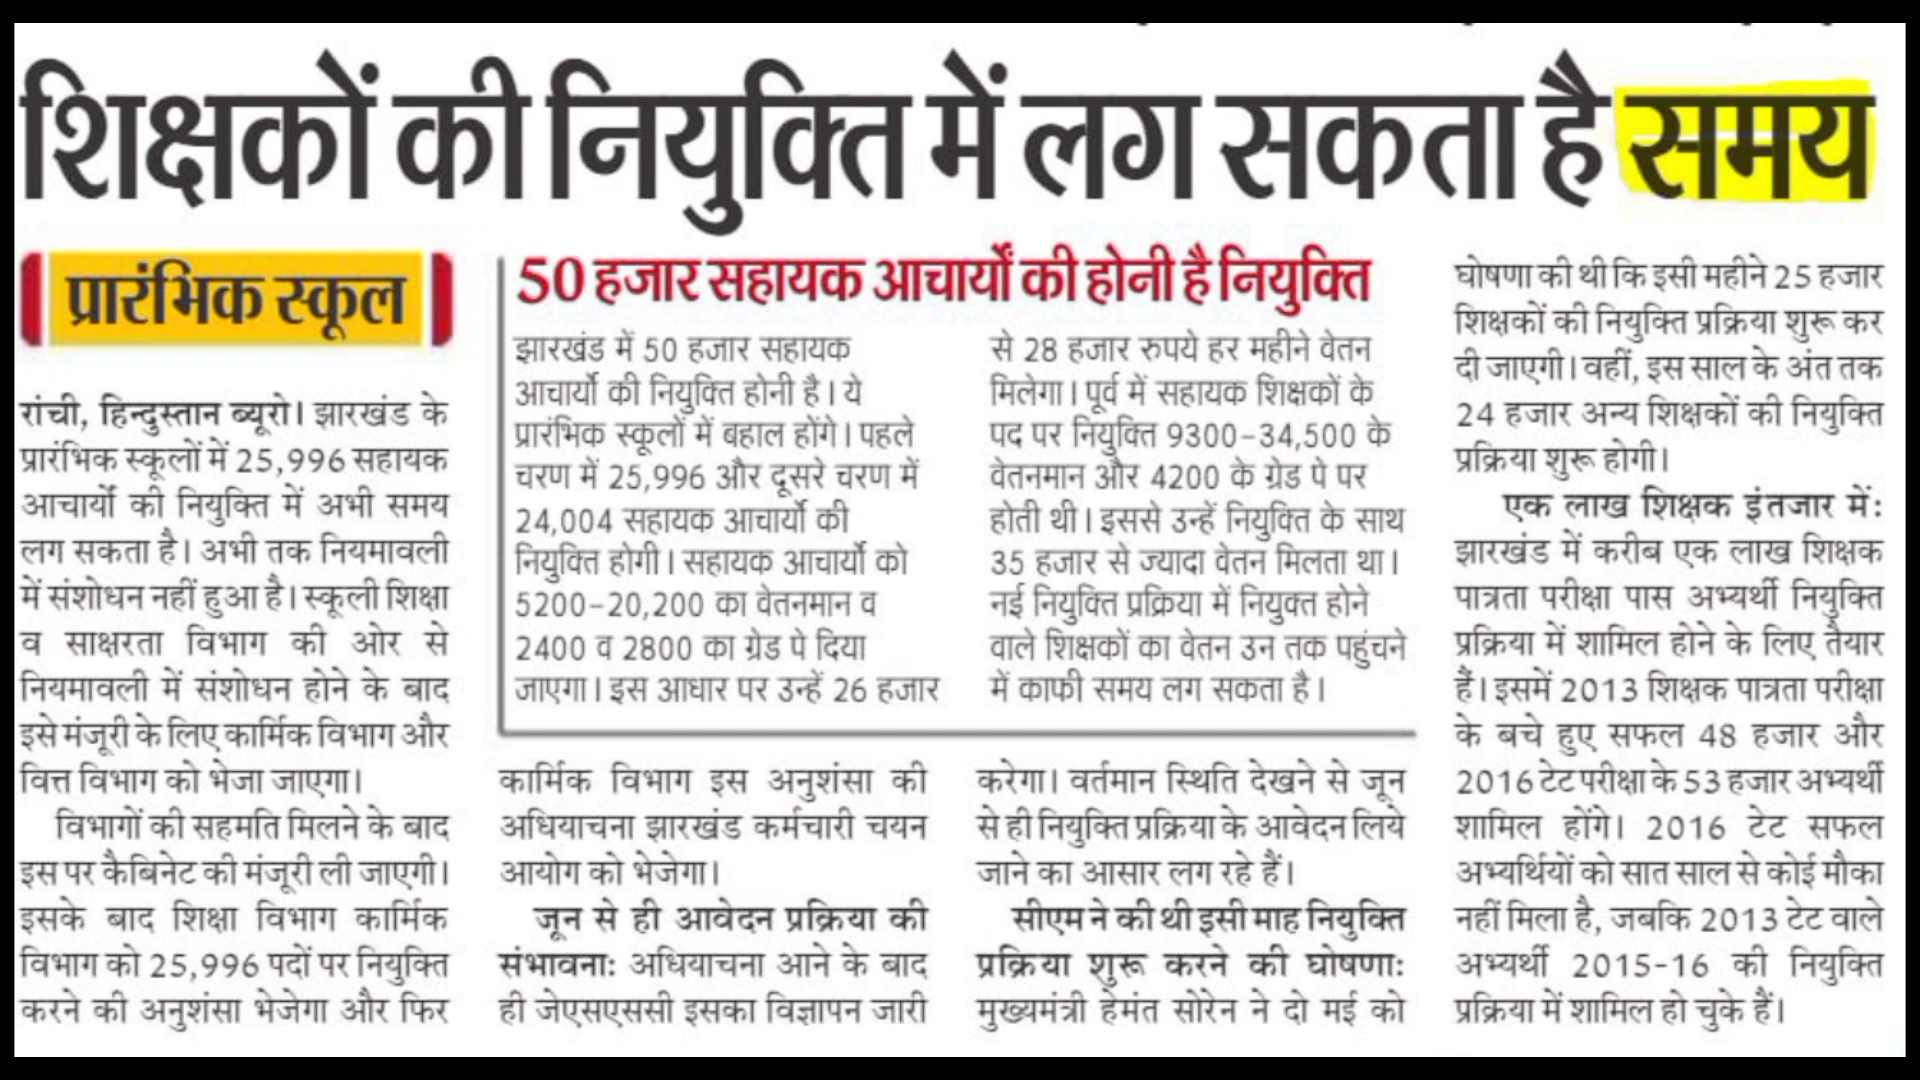 शिक्षकों की नियुक्ति में लग सकता है समय
प्रारंभिक स्कूल
रांची, हिन्दुस्तान ब्यूरो। झारखंड के
प्रारंभिक स्कूलों में 25,996 सहायक
आचार्यों की नियुक्ति में अभी समय
लग सकता है। अभी तक नियमावली
में संशोधन नहीं हुआ है। स्कूली शिक्षा
व साक्षरता विभाग की ओर से
नियमावली में संशोधन होने के बाद
इसे मंजूरी के लिए कार्मिक विभाग और
वित्त विभाग को भेजा जाएगा।
विभागों की सहमति मिलने के बाद
इस पर कैबिनेट की मंजूरी ली जाएगी।
इसके बाद शिक्षा विभाग कार्मिक
विभाग को 25,996 पदों पर नियुक्ति
करने की अनुशंसा भेजेगा और फिर
50 हजार सहायक आचार्यों की होनी है नियुक्ति
झारखंड में 50 हजार सहायक
आचार्यो की नियुक्ति होनी है। ये
प्रारंभिक स्कूलों में बहाल होंगे। पहले
चरण में 25,996 और दूसरे चरण में
24,004 सहायक आचार्यो की
नियुक्ति होगी। सहायक आचार्यो को
5200-20,200 का वेतनमान व
2400 व 2800 का ग्रेड पे दिया
जाएगा। इस आधार पर उन्हें 26 हजार
से 28 हजार रुपये हर महीने वेतन
मिलेगा। पूर्व में सहायक शिक्षकों के
पद पर नियुक्ति 9300-34,500 के
वेतनमान और 4200 के ग्रेड पे पर
होती थी। इससे उन्हें नियुक्ति के साथ
35 हजार से ज्यादा वेतन मिलता था।
नई नियुक्ति प्रक्रिया में नियुक्त होने
वाले शिक्षकों का वेतन उन तक पहुंचने
में काफी समय लग सकता है।
कार्मिक विभाग इस अनुशंसा की
अधियाचना झारखंड कर्मचारी चयन
आयोग को भेजेगा।
जून से ही आवेदन प्रक्रिया की
संभावना: अधियाचना आने के बाद
ही जेएसएससी इसका विज्ञापन जारी
करेगा। वर्तमान स्थिति देखने से जून
से ही नियुक्ति प्रक्रिया के आवेदन लिये
जाने का आसार लग रहे हैं।
सीएम ने की थी इसी माह नियुक्ति
प्रक्रिया शुरू करने की घोषणा:
मुख्यमंत्री हेमंत सोरेन ने दो मई को
घोषणा की थी कि इसी महीने 25 हजार
शिक्षकों की नियुक्ति प्रक्रिया शुरू कर
दी जाएगी। वहीं, इस साल के अंत तक
24 हजार अन्य शिक्षकों की नियुक्ति
प्रक्रिया शुरू होगी।
एक लाख शिक्षक इंतजार में:
झारखंड में करीब एक लाख शिक्षक
पात्रता परीक्षा पास अभ्यर्थी नियुक्ति
प्रक्रिया में शामिल होने के लिए तैयार
हैं। इसमें 2013 शिक्षक पात्रता परीक्षा
के बचे हुए सफल 48 हजार और
2016 टेट परीक्षा के 53 हजार अभ्यर्थी
शामिल होंगे। 2016 टेट सफल
अभ्यर्थियों को सात साल से कोई मौका
नहीं मिला है, जबकि 2013 टेट वाले
अभ्यर्थी 2015-16 की नियुक्ति
प्रक्रिया में शामिल हो चुके हैं।